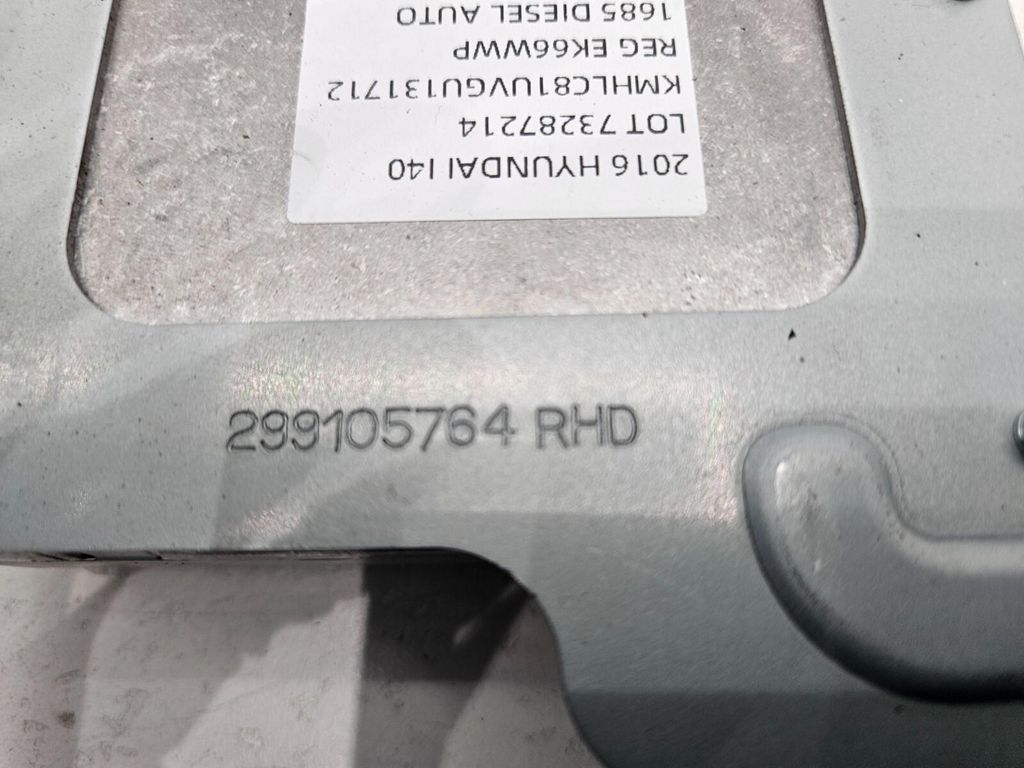 2016 HYUNDAI I40
LOT 73287214
KMHLC81UVGU131712
REG EK66WWP
1685 DIESEL AUTO
299105764 RHD